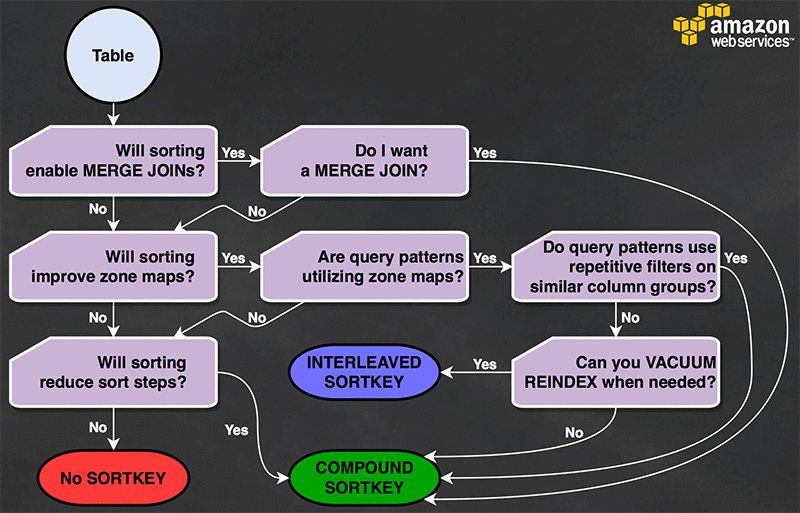 amazon
webservices™
Table
Will sorting
enable MERGE JOINs?
Yes
Do I want
a MERGE JOIN?
Yes
No
No
Will sorting
improve zone maps?
Yes
Are query patterns
utilizing zone maps?
Yes
Do query patterns use
repetitive filters on
similar column groups?
Yes
No
No
No
Will sorting
reduce sort steps?
INTERLEAVED
SORTKEY
Yes
Can you VACUUM
REINDEX when needed?
No
Yes
No
No SORTKEY
COMPOUND
SORTKEY